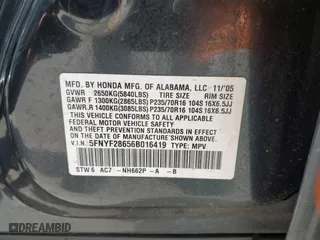 MFD. BY HONDA MFG. OF ALABAMA, LLC 11/'05
GVWR 2650KG(5840LBS) TIRE SIZE RIM SIZE
GAWR F 1300KG(2865LBS) P235/70R16 104S 16X6.5JJ
GAWR R 1400KG(3085LBS) P235/70R16 104S 16X6.5JJ
THIS VEHICLE CONFORMS TO ALL APPLICABLE FEDERAL
MOTOR VEHICLE SAFETY AND THEFT PREVENTION
STANDARDS IN EFFECT ON THE DATE OF MANUFACTURE
SHOWN ABOVE.
V.I.N.: 5FNYF28656B016419 TYPE: MPV
STW 6 AC7 -NH662P -A -B
DREAMBID